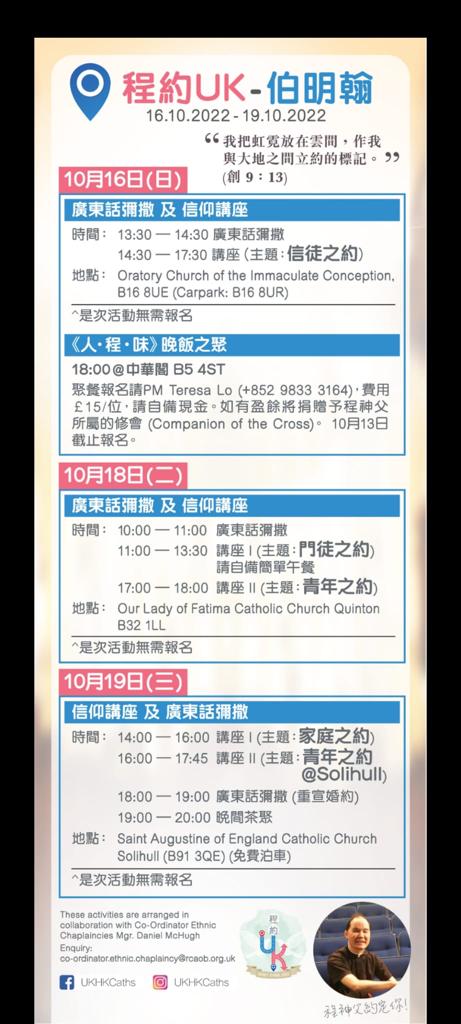 程約UK-伯明翰
16.10.2022 - 19.10.2022
“我把虹霓放在雲間，作我
與大地之間立約的標記。”
(創 9：13)
10月16日(日)
廣東話彌撒 及 信仰講座
時間： 13:30 — 14:30 廣東話彌撒
14:30 — 17:30 講座 (主題：信徒之約)
地點： Oratory Church of the Immaculate Conception,
B16 8UE (Carpark: B16 8UR)
^是次活動無需報名
《人·程·味》晚飯之聚
18:00@中華閣 B5 4ST
聚餐報名請PM Teresa Lo (+852 9833 3164)，費用
￡15/位，請自備現金。如有盈餘將捐贈予程神父
所屬的修會 (Companion of the Cross)。 10月13日
截止報名。
10月18日(二)
廣東話彌撒 及 信仰講座
時間： 10:00 — 11:00 廣東話彌撒
11:00 — 13:30 講座 I (主題：門徒之約)
請自備簡單午餐
17:00 — 18:00 講座 II (主題：青年之約)
地點： Our Lady of Fatima Catholic Church Quinton
B32 1LL
^是次活動無需報名
10月19日(三)
信仰講座 及 廣東話彌撒
時間： 14:00 — 16:00 講座 I (主題：家庭之約)
16:00 — 17:45 講座 II (主題：青年之約
@Solihull)
18:00 — 19:00 廣東話彌撒 (重宣婚約)
19:00 — 20:00 晚間茶聚
地點： Saint Augustine of England Catholic Church
Solihull (B91 3QE) (免費泊車)
^是次活動無需報名
These activities are arranged in
collaboration with Co-Ordinator Ethnic
Chaplaincies Mgr. Daniel McHugh
Enquiry:
co-ordinator.ethnic.chaplaincy@rcaob.org.uk
UKHKCaths UKHKCaths
程約
UK
程神父約定你!